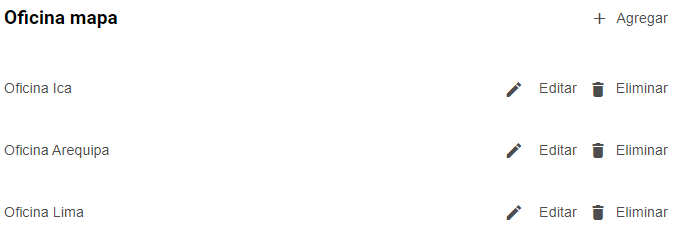 Oficina mapa Agregar
Oficina Ica Editar Eliminar
Oficina Arequipa Editar Eliminar
Oficina Lima Editar Eliminar